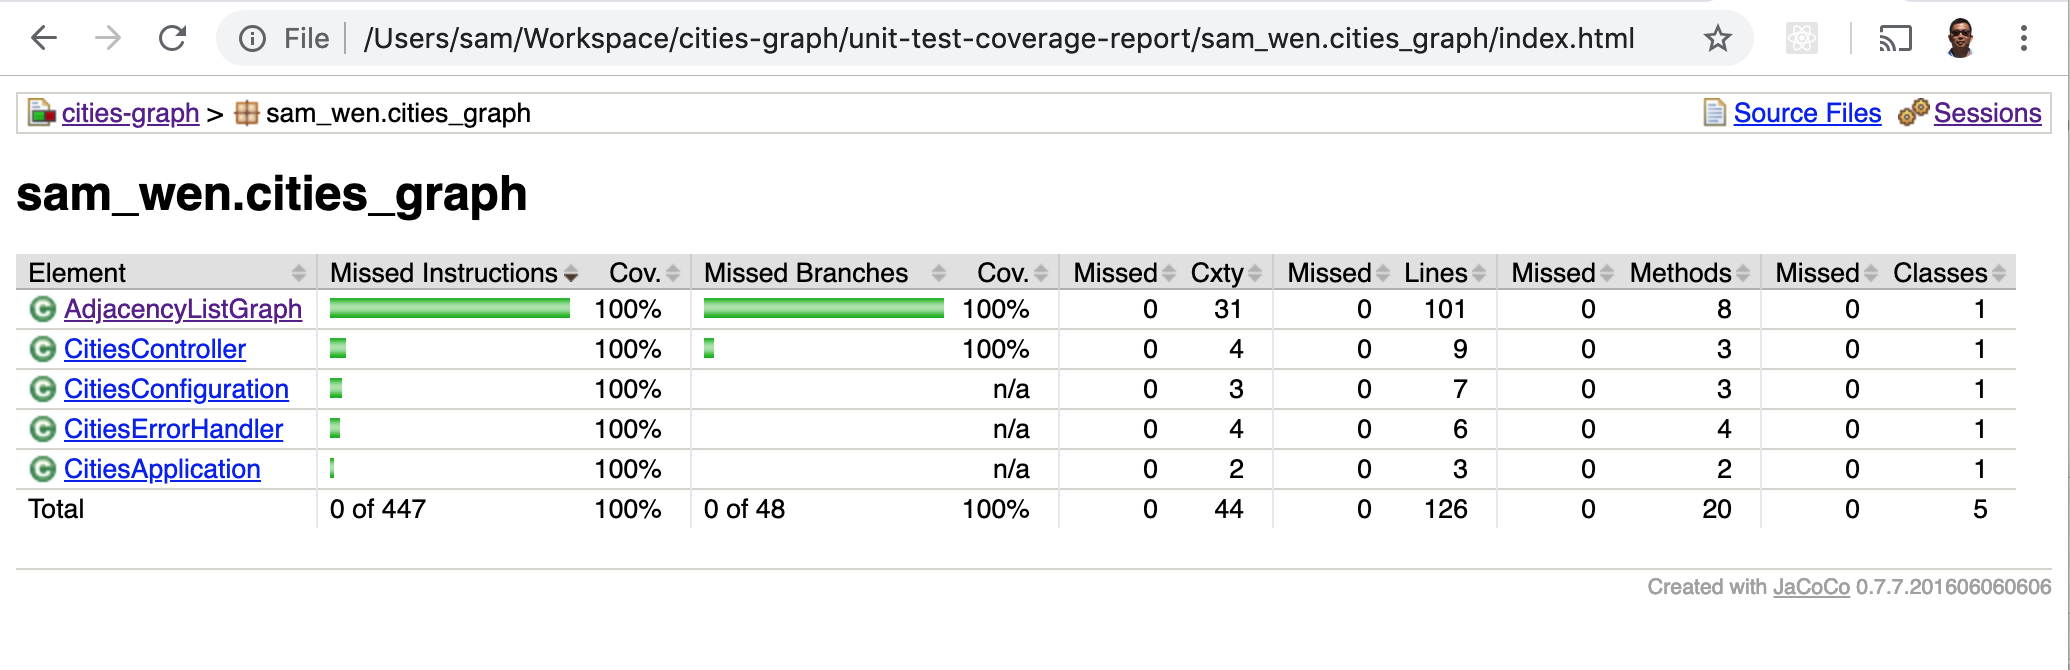 File /Users/sam/Workspace/cities-graph/unit-test-coverage-report/sam_wen.cities_graph/index.html
cities-graph > sam_wen.cities_graph Source Files Sessions
sam_wen.cities_graph
Element Missed Instructions Cov. Missed Branches Cov. Missed Cxty Missed Lines Missed Methods Missed Classes
C AdjacencyListGraph 100% 100% 0 31 0 101 0 8 0 1
C CitiesController 100% 100% 0 4 0 9 0 3 0 1
C CitiesConfiguration 100% n/a 0 3 0 7 0 3 0 1
C CitiesErrorHandler 100% n/a 0 4 0 6 0 4 0 1
C CitiesApplication 100% n/a 0 2 0 3 0 2 0 1
Total 0 of 447 100% 0 of 48 100% 0 44 0 126 0 20 0 5
Created with JaCoCo 0.7.7.201606060606